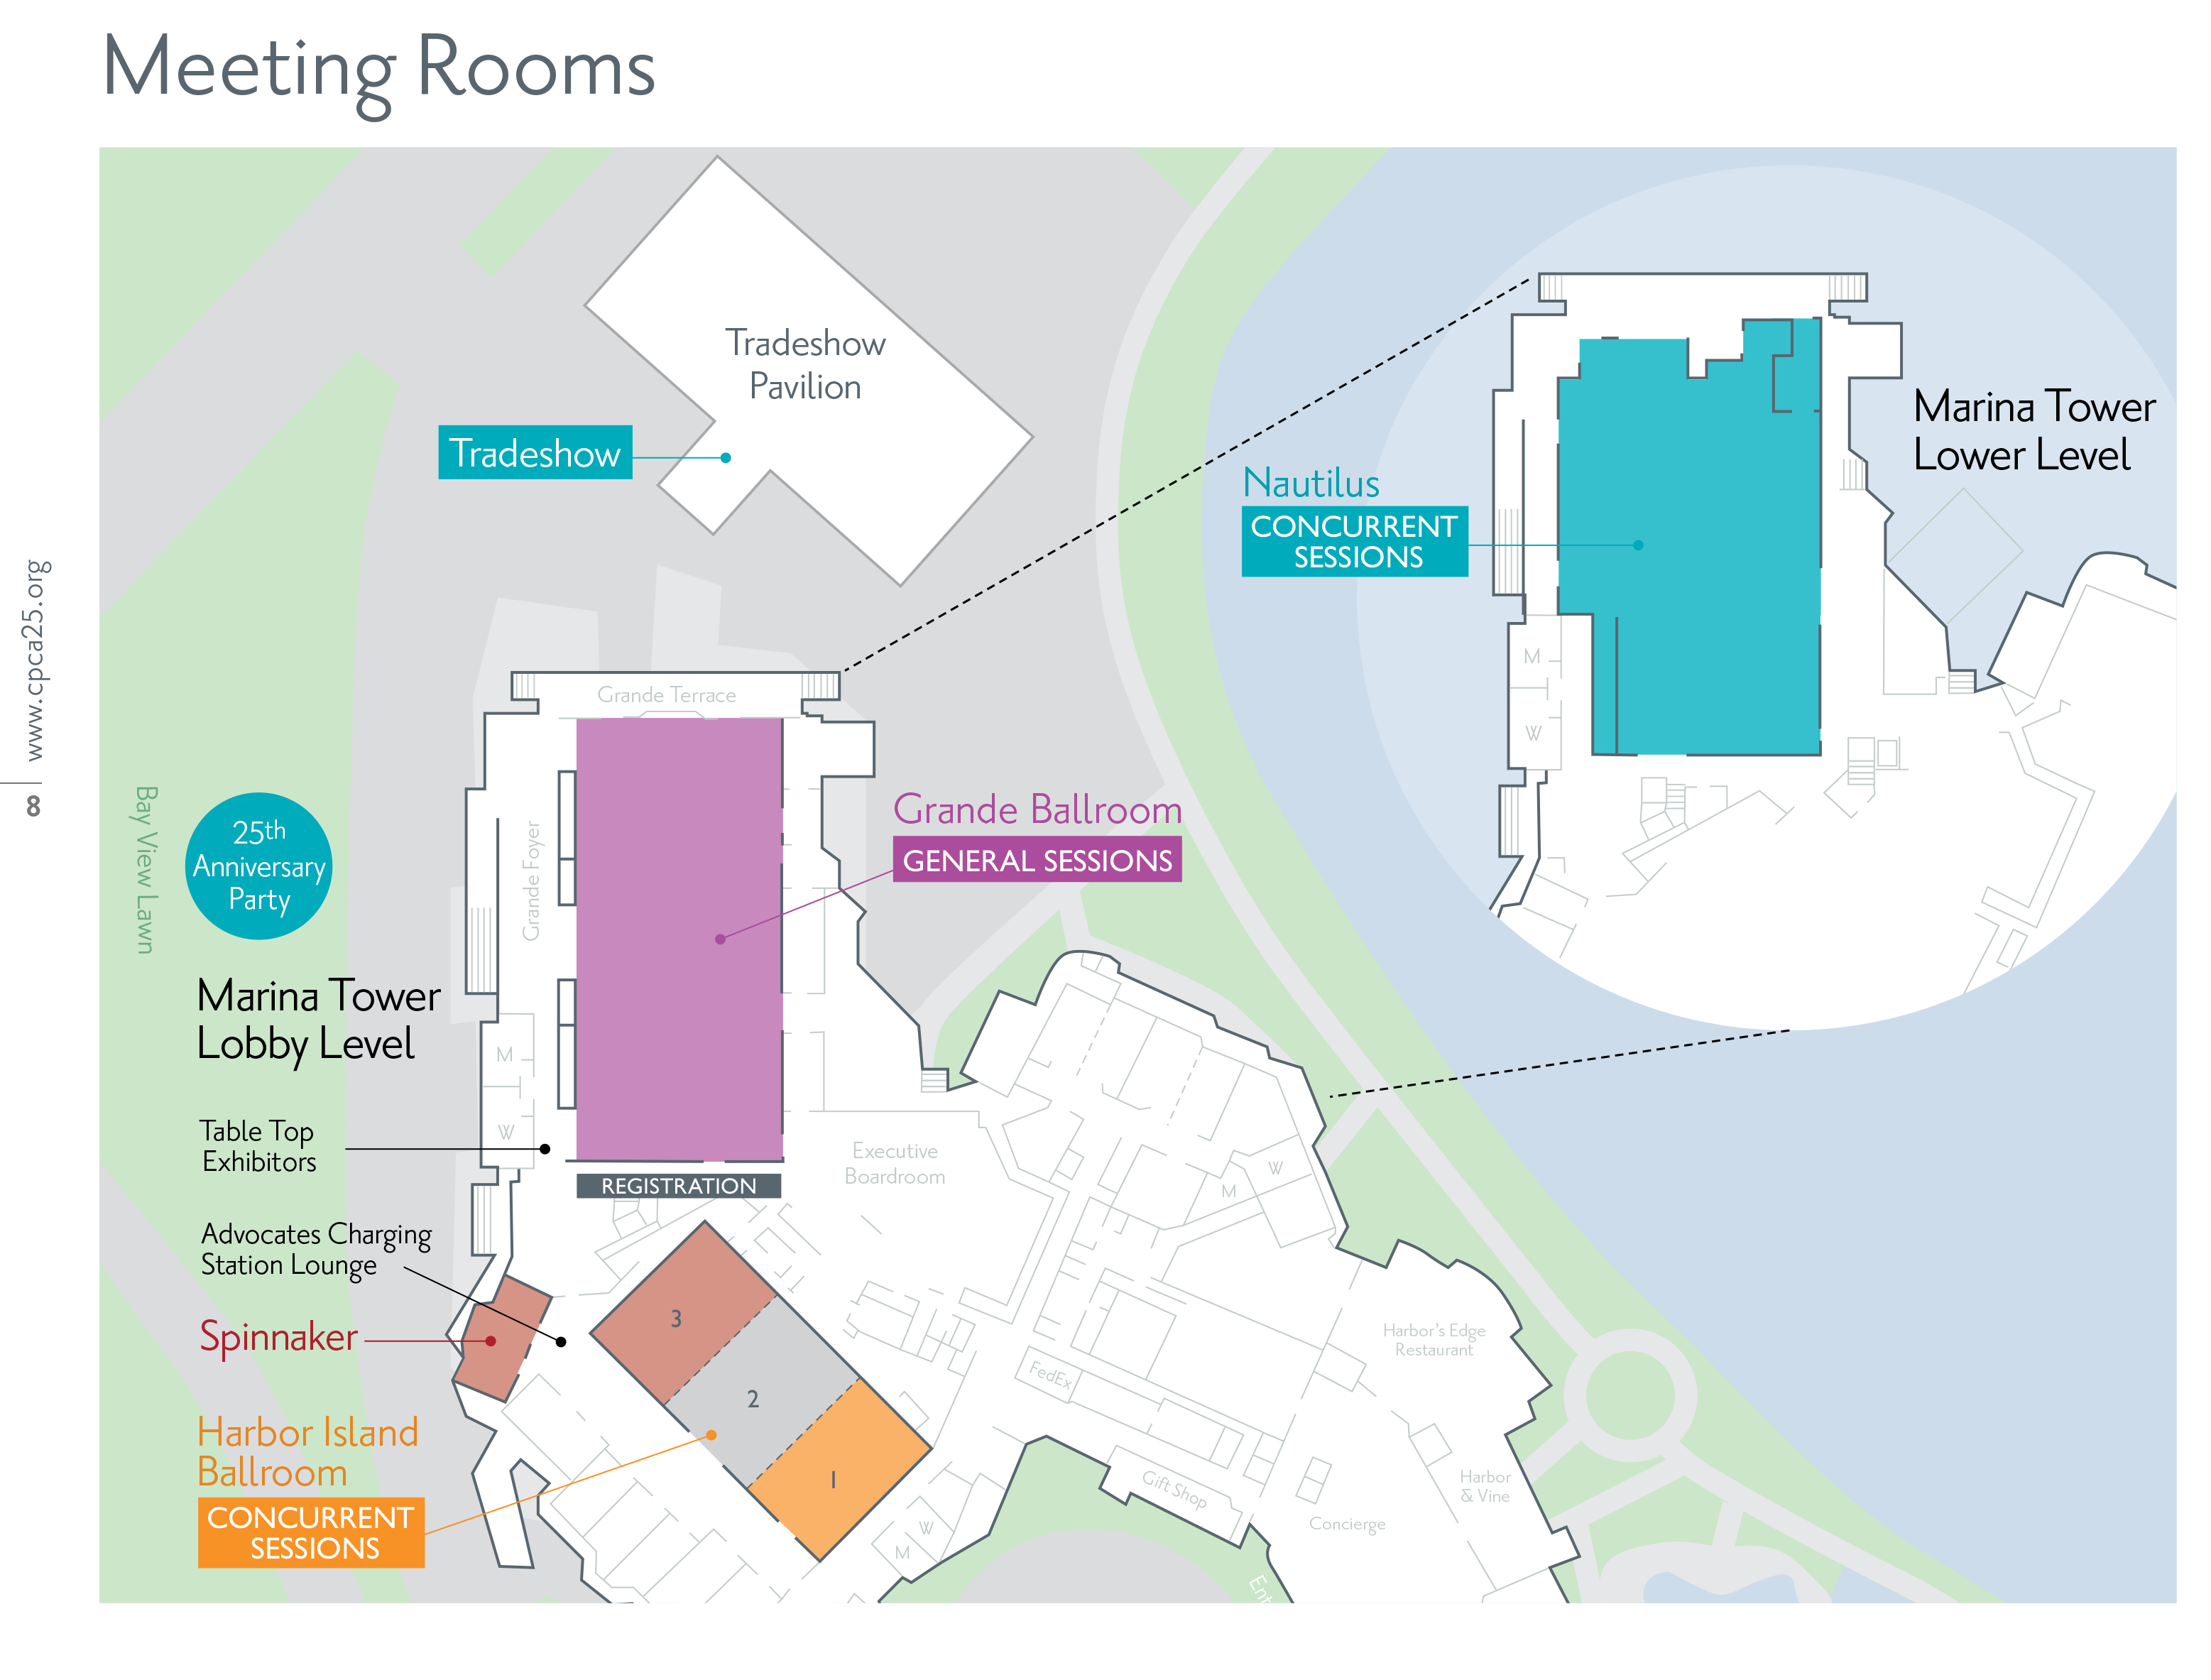 Meeting Rooms
www.cpca25.org
8
Tradeshow
Pavilion
Tradeshow
Nautilus
CONCURRENT
SESSIONS
Marina Tower
Lower Level
M
W
Grande Terrace
Grande Foyer
Grande Ballroom
GENERAL SESSIONS
Bay View Lawn
25th
Anniversary
Party
Marina Tower
Lobby Level
M
W
Table Top
Exhibitors
REGISTRATION
Executive
Boardroom
W
M
Advocates Charging
Station Lounge
Spinnaker
3
2
1
Harbor Island
Ballroom
CONCURRENT
SESSIONS
Harbor's Edge
Restaurant
FedEx
Gift Shop
Harbor
& Vine
Concierge
W
M